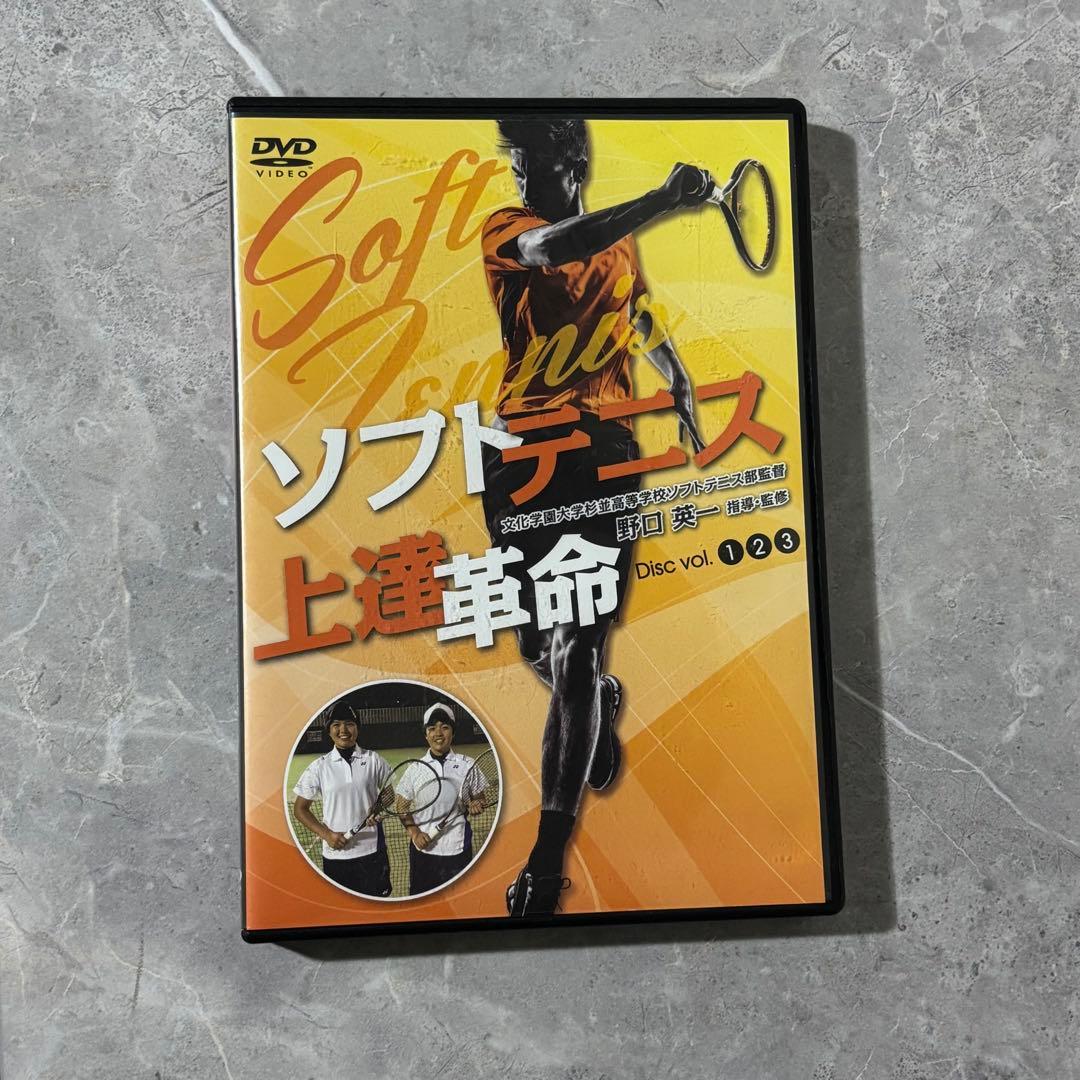 DVD
VIDEO
Soft
Tennis
ソフトテニス
文化学園大学杉並高等学校ソフトテニス部監督
野口 英一 指導・監修
上達革命
Disc vol. 1 2 3